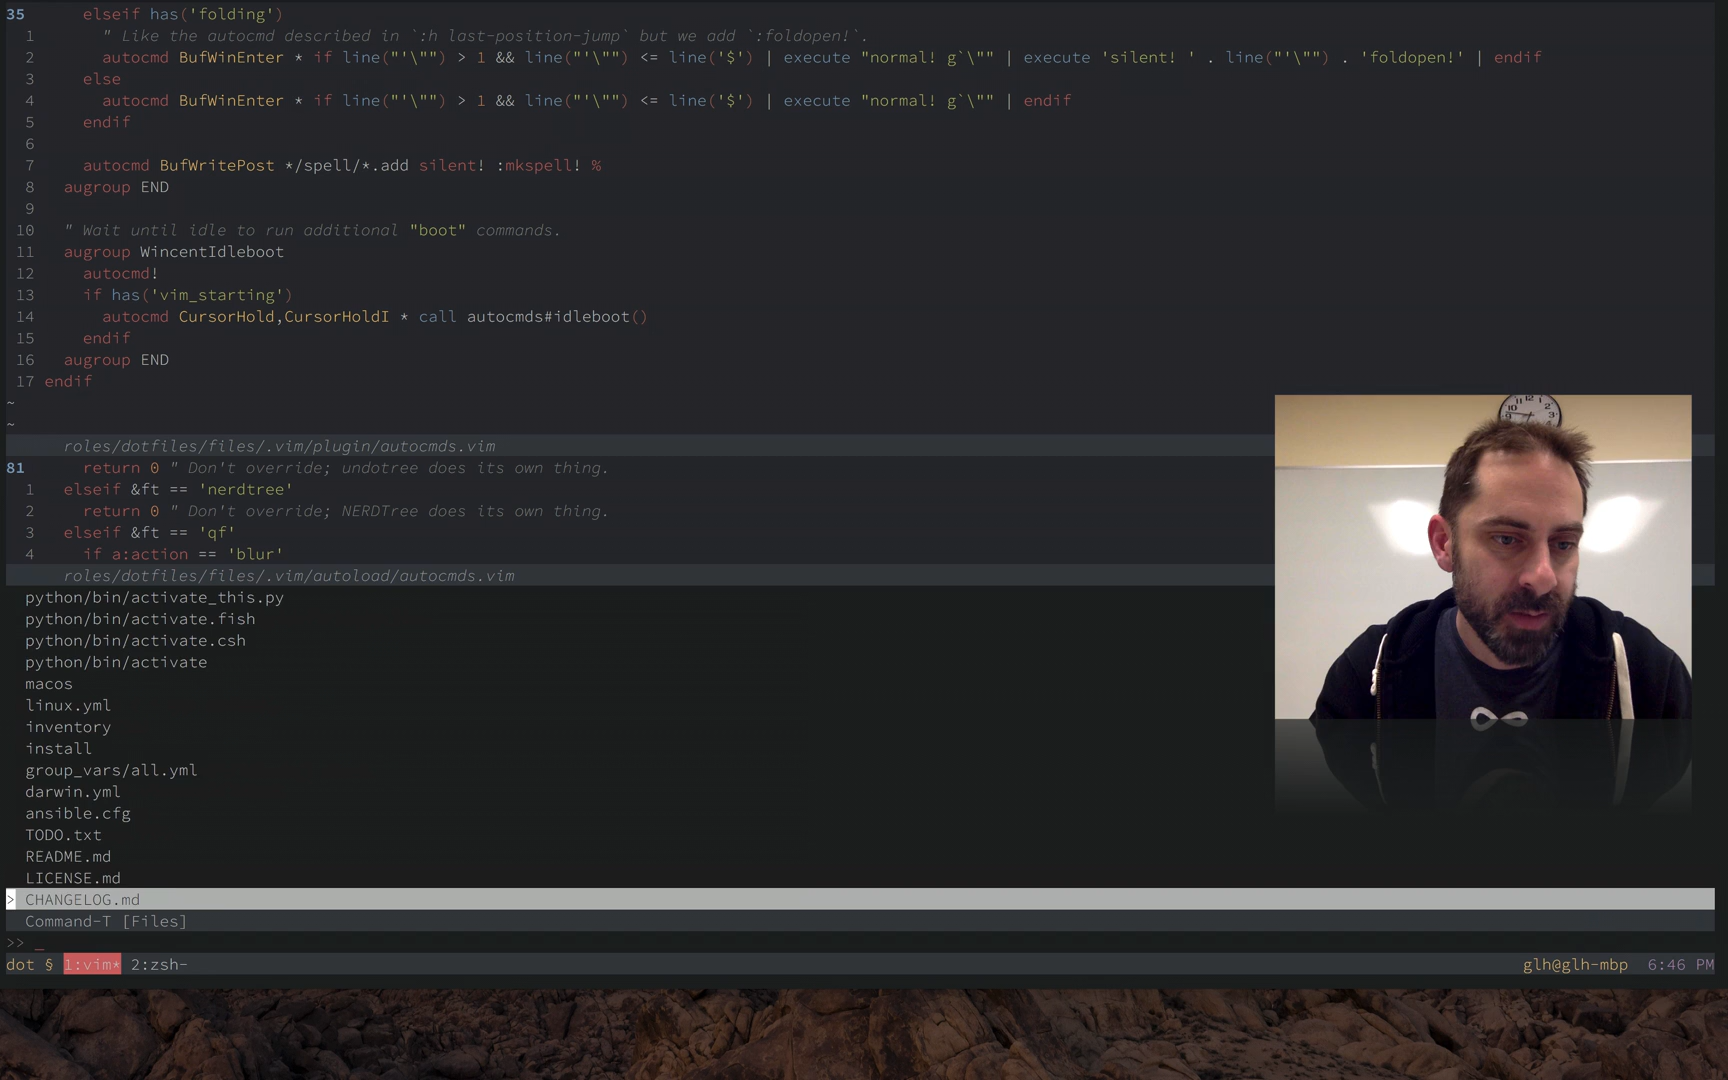 35 elseif has('folding')
1 " Like the autocmd described in `:h last-position-jump` but we add `:foldopen!`.
2 autocmd BufWinEnter * if line("'\"") > 1 && line("'\"") <= line('$') | execute "normal! g`\"" | execute 'silent! ' . line("'\"") . 'foldopen!' | endif
3 else
4 autocmd BufWinEnter * if line("'\"") > 1 && line("'\"") <= line('$') | execute "normal! g`\"" | endif
5 endif
6
7 autocmd BufWritePost */spell/*.add silent! :mkspell! %
8 augroup END
9
10 " Wait until idle to run additional "boot" commands.
11 augroup WincentIdleboot
12 autocmd!
13 if has('vim_starting')
14 autocmd CursorHold,CursorHoldI * call autocmds#idleboot()
15 endif
16 augroup END
17 endif
~
~
roles/dotfiles/files/.vim/plugin/autocmds.vim
81 return 0 " Don't override; undotree does its own thing.
1 elseif &ft == 'nerdtree'
2 return 0 " Don't override; NERDTree does its own thing.
3 elseif &ft == 'qf'
4 if a:action == 'blur'
roles/dotfiles/files/.vim/autoload/autocmds.vim
python/bin/activate_this.py
python/bin/activate.fish
python/bin/activate.csh
python/bin/activate
macos
linux.yml
inventory
install
group_vars/all.yml
darwin.yml
ansible.cfg
TODO.txt
README.md
LICENSE.md
> CHANGELOG.md
Command-T [Files]
>> _
dot § 1:vim* 2:zsh- glh@glh-mbp 6:46 PM